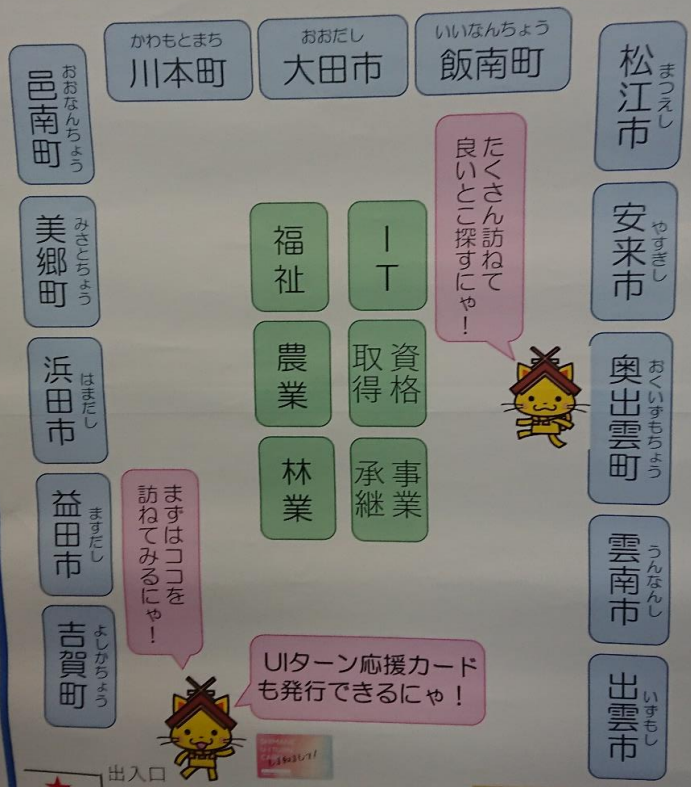 かわもとまち
川本町
おおだし
大田市
いいなんちょう
飯南町
まつえし
松江市
やすぎし
安来市
おくいずもちょう
奥出雲町
うんなんし
雲南市
いずもし
出雲市
おおなんちょう
邑南町
みさとちょう
美郷町
はまだし
浜田市
ますだし
益田市
よしかちょう
吉賀町
たくさん訪ねて
良いとこ探すにゃ!
IT
福祉
資格
取得
農業
事業
承継
林業
まずはココを
訪ねてみるにゃ!
UIターン応援カード
も発行できるにゃ!
出入口